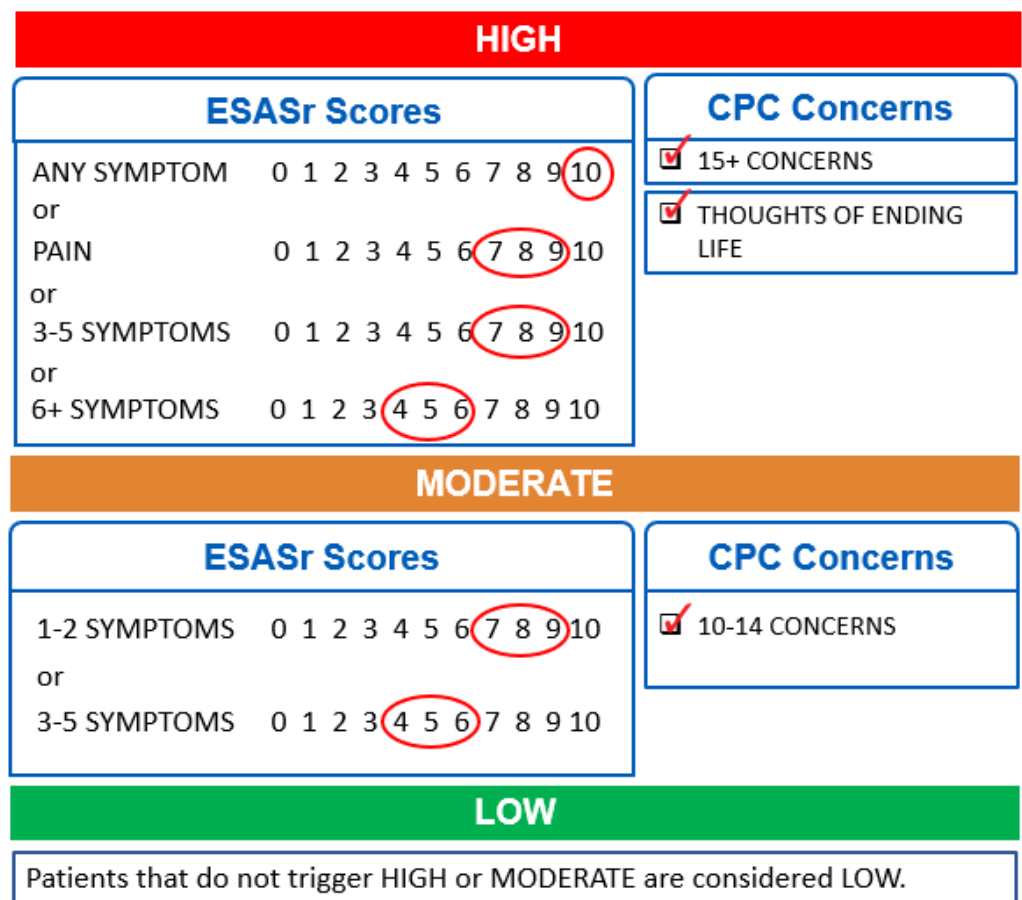 HIGH
ESASr Scores
ANY SYMPTOM 0 1 2 3 4 5 6 7 8 9 10
or
PAIN 0 1 2 3 4 5 6 7 8 9 10
or
3-5 SYMPTOMS 0 1 2 3 4 5 6 7 8 9 10
or
6+ SYMPTOMS 0 1 2 3 4 5 6 7 8 9 10
CPC Concerns
15+ CONCERNS
THOUGHTS OF ENDING
LIFE
MODERATE
ESASr Scores
1-2 SYMPTOMS 0 1 2 3 4 5 6 7 8 9 10
or
3-5 SYMPTOMS 0 1 2 3 4 5 6 7 8 9 10
CPC Concerns
10-14 CONCERNS
LOW
Patients that do not trigger HIGH or MODERATE are considered LOW.